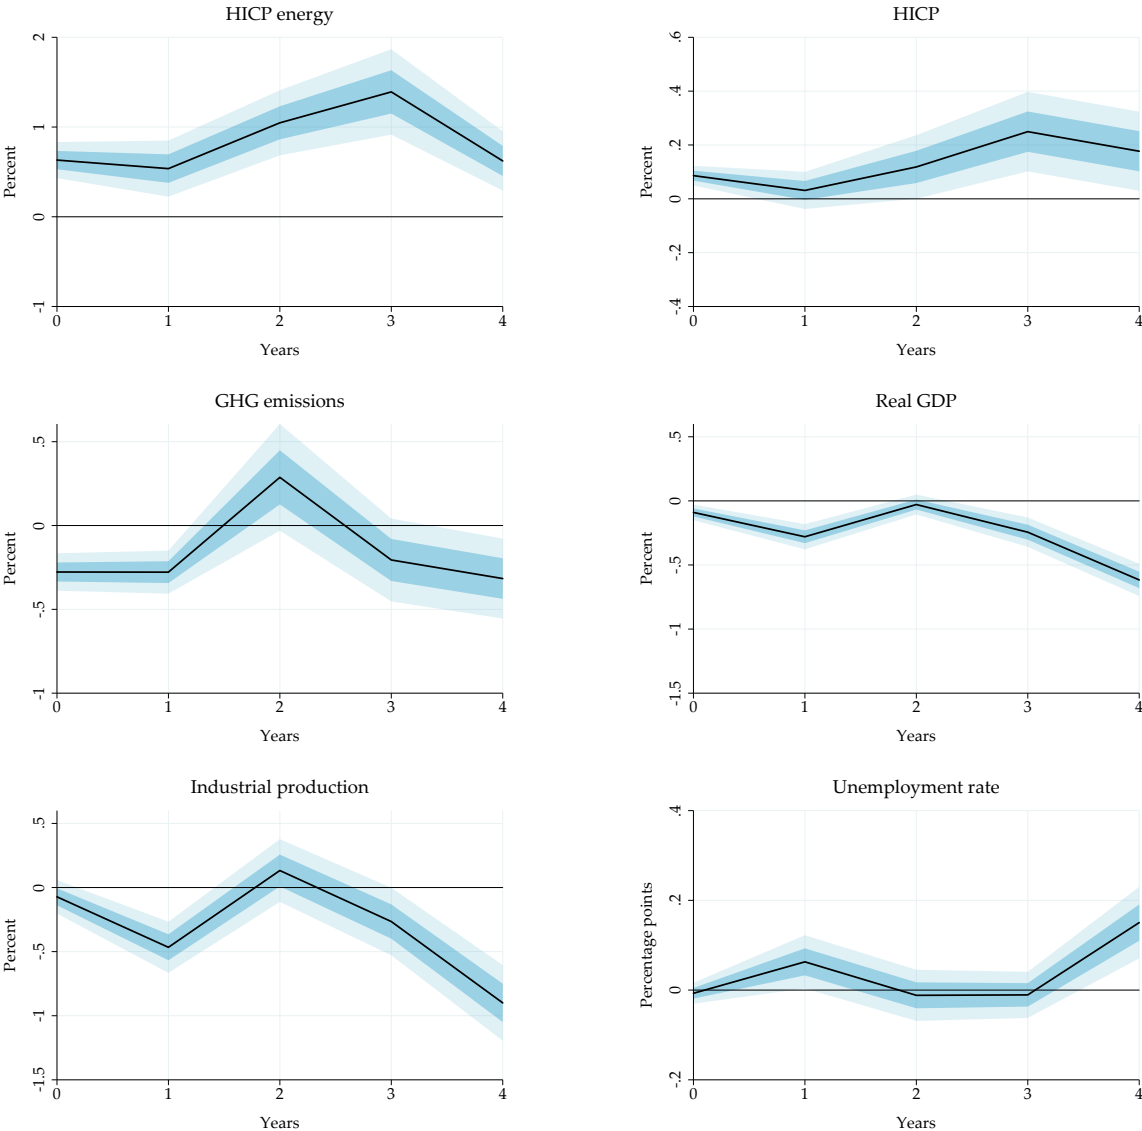 HICP energy
Percent
2
1
0
-1
0 1 2 3 4
Years
HICP
Percent
.6
.4
.2
0
-.2
-.4
0 1 2 3 4
Years
GHG emissions
Percent
.5
0
-.5
-1
0 1 2 3 4
Years
Real GDP
Percent
.5
0
-.5
-1
-1.5
0 1 2 3 4
Years
Industrial production
Percent
.5
0
-.5
-1
-1.5
0 1 2 3 4
Years
Unemployment rate
Percentage points
.4
.2
0
-.2
0 1 2 3 4
Years